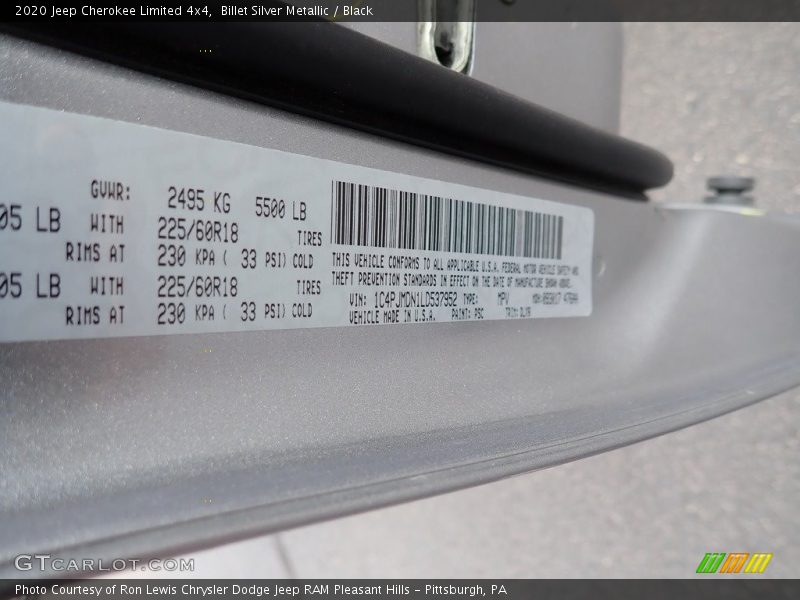 2020 Jeep Cherokee Limited 4x4, Billet Silver Metallic / Black
GVWR: 2495 KG 5500 LB
05 LB WITH 225/60R18 TIRES
RIMS AT 230 KPA ( 33 PSI) COLD
05 LB WITH 225/60R18 TIRES
RIMS AT 230 KPA ( 33 PSI) COLD
THIS VEHICLE CONFORMS TO ALL APPLICABLE U.S.A. FEDERAL MOTOR VEHICLE SAFETY AND
THEFT PREVENTION STANDARDS IN EFFECT ON THE DATE OF MANUFACTURE SHOWN ABOVE.
VIN: 1C4PJMDN1LD537952 TYPE: MPV MDH:
VEHICLE MADE IN U.S.A. PAINT: PSC TRIM:
GTCARLOT.COM
Photo Courtesy of Ron Lewis Chrysler Dodge Jeep RAM Pleasant Hills - Pittsburgh, PA